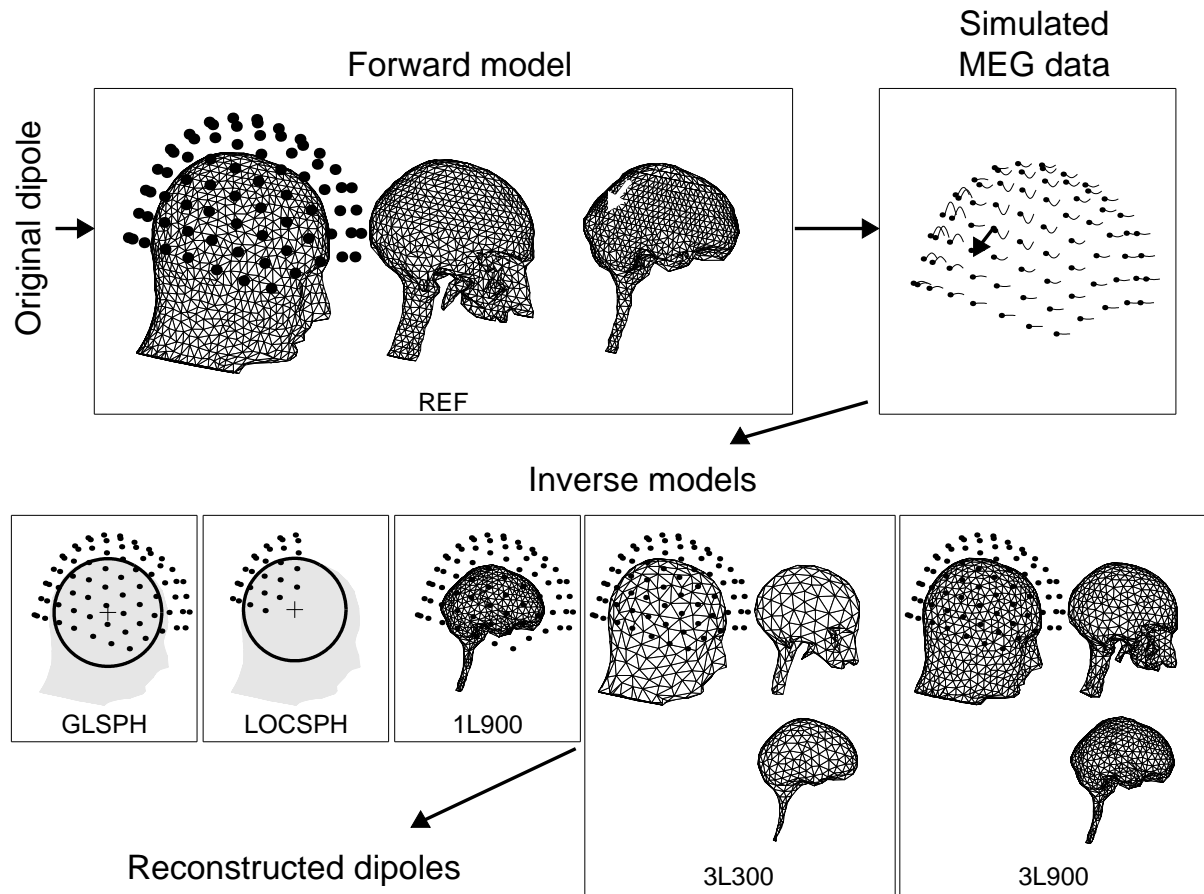 Simulated
MEG data
Forward model
Original dipole
REF
Inverse models
GLSPH
LOCSPH
1L900
3L300
3L900
Reconstructed dipoles